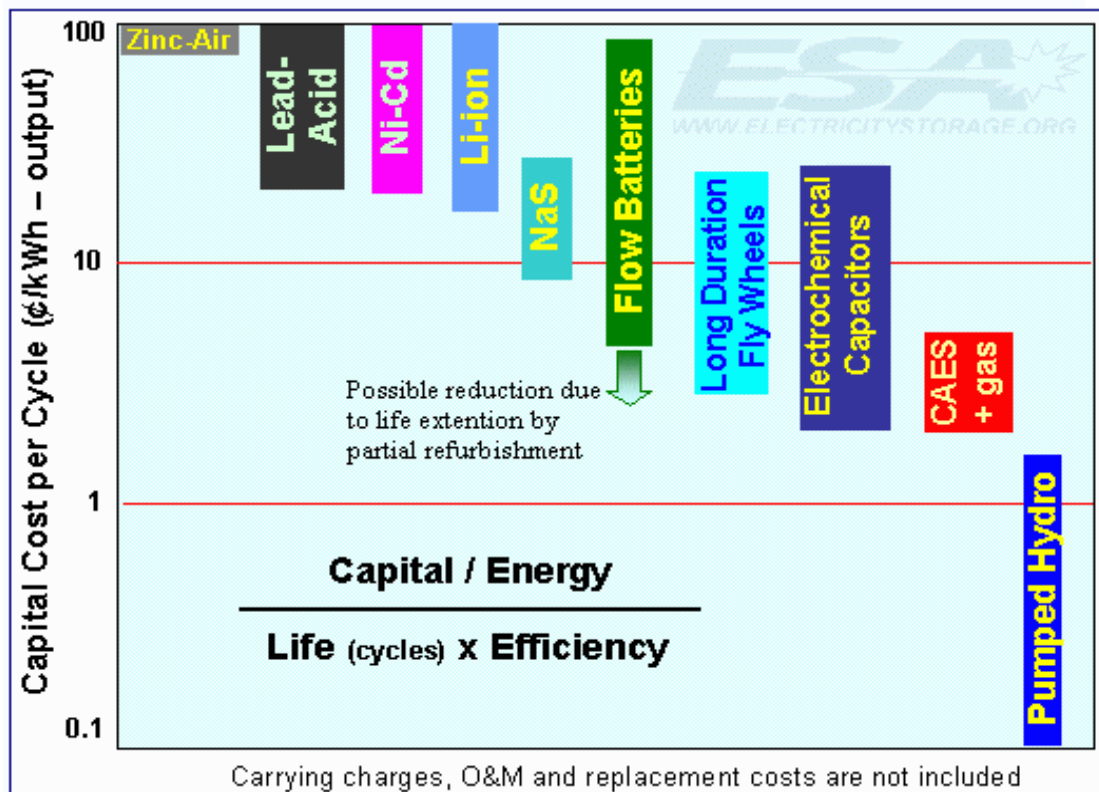 Capital Cost per Cycle (¢/kWh – output)
100
10
1
0.1
Zinc-Air
Lead-
Acid
Ni-Cd
Li-ion
NaS
Flow Batteries
Long Duration
Fly Wheels
Electrochemical
Capacitors
CAES
+ gas
Pumped Hydro
ESA
WWW.ELECTRICITYSTORAGE.ORG
Possible reduction due
to life extention by
partial refurbishment
Capital / Energy
Life (cycles) x Efficiency
Carrying charges, O&M and replacement costs are not included